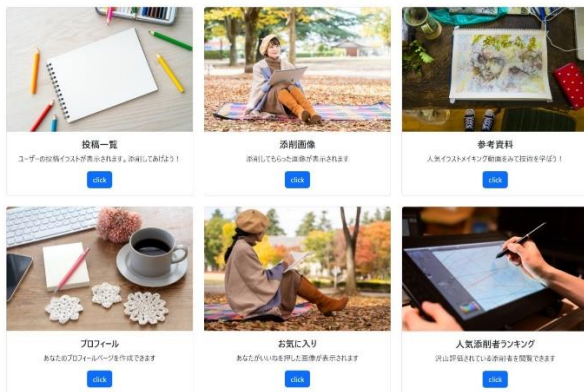 投稿一覧
ユーザーの投稿イラストが表示されます。添削してあげよう!
click
添削画像
添削してもらった画像が表示されます
click
参考資料
人気イラストメイキング動画をみて技術を学ぼう!
click
プロフィール
あなたのプロフィールページを作成できます
click
お気に入り
あなたがいいねを押した画像が表示されます
click
人気添削者ランキング
沢山評価されている添削者を閲覧できます
click